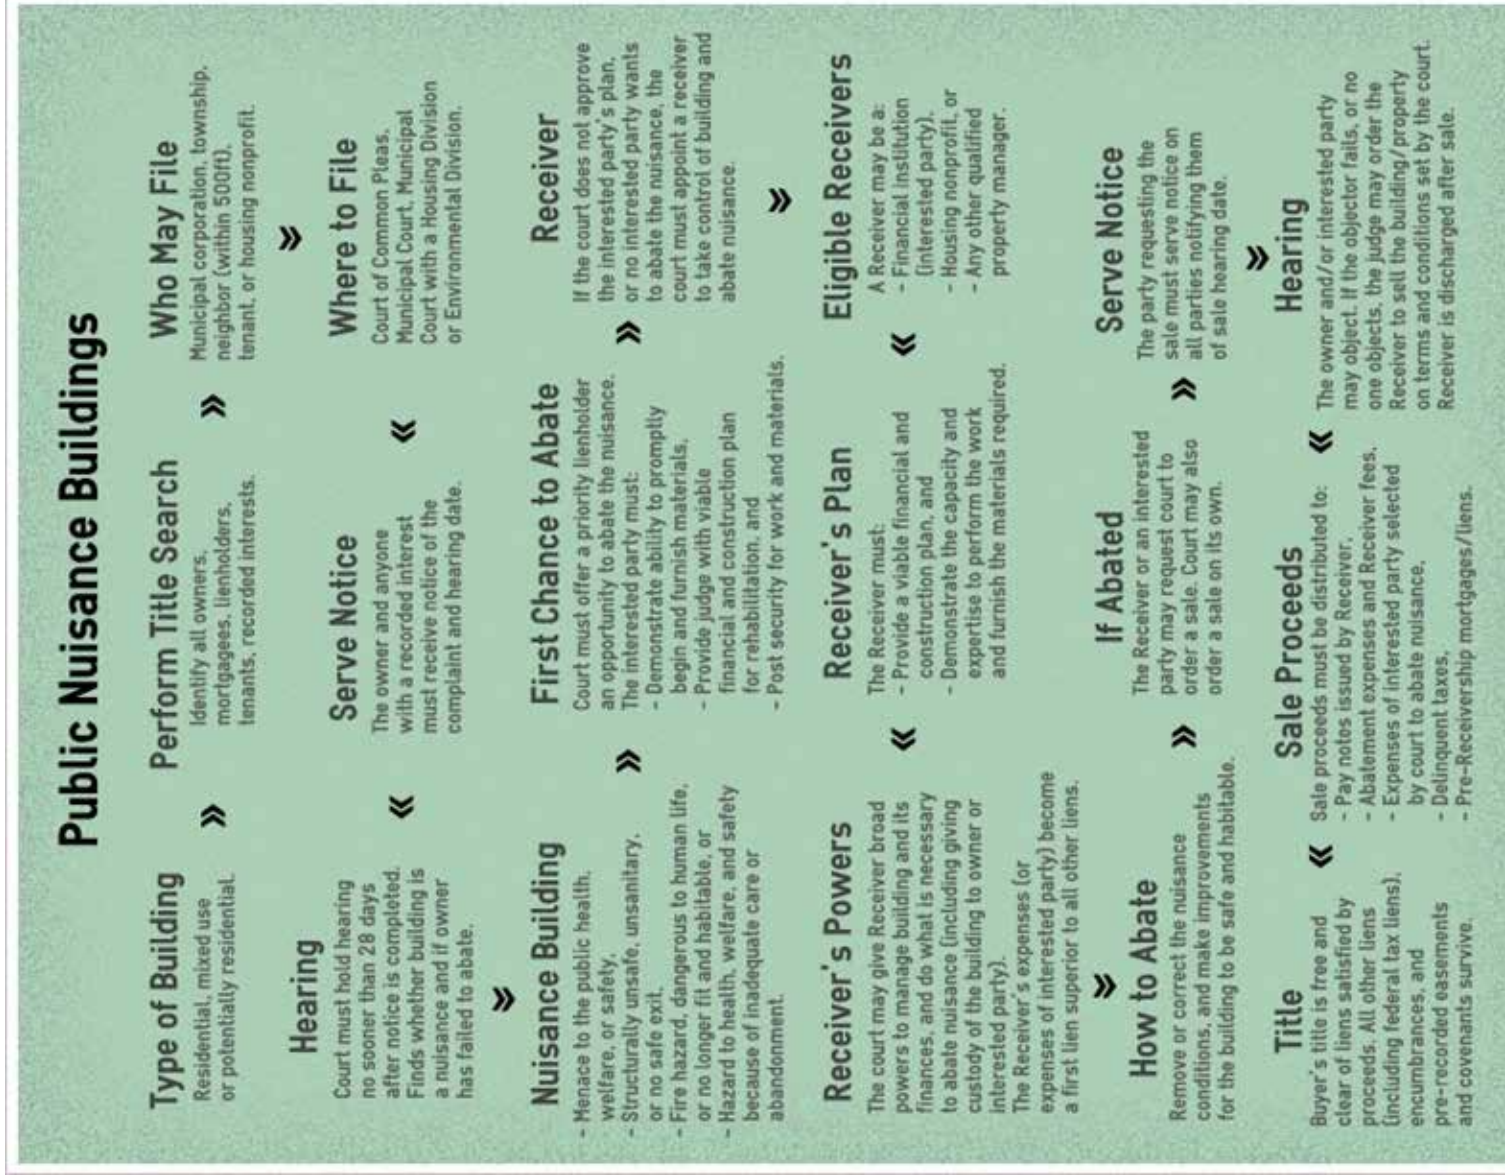 Public Nuisance Buildings
Type of Building
Residential, mixed use
or potentially residential.
Perform Title Search
Identify all owners,
mortgagees, lienholders,
tenants, recorded interests.
Who May File
Municipal corporation, township,
neighbor (within 500ft),
tenant, or housing nonprofit.
Hearing
Court must hold hearing
no sooner than 28 days
after notice is completed.
Finds whether building is
a nuisance and if owner
has failed to abate.
Serve Notice
The owner and anyone
with a recorded interest
must receive notice of the
complaint and hearing date.
Where to File
Court of Common Pleas,
Municipal Court, Municipal
Court with a Housing Division
or Environmental Division.
Nuisance Building
- Menace to the public health,
welfare, or safety,
- Structurally unsafe, unsanitary,
or no safe exit,
- Fire hazard, dangerous to human life,
or no longer fit and habitable, or
- Hazard to health, welfare, and safety
because of inadequate care or
abandonment.
First Chance to Abate
Court must offer a priority lienholder
an opportunity to abate the nuisance.
The interested party must:
- Demonstrate ability to promptly
begin and furnish materials,
- Provide judge with viable
financial and construction plan
for rehabilitation, and
- Post security for work and materials.
Receiver
If the court does not approve
the interested party's plan,
or no interested party wants
to abate the nuisance, the
court must appoint a receiver
to take control of building and
abate nuisance.
Receiver's Powers
The court may give Receiver broad
powers to manage building and its
finances, and do what is necessary
to abate nuisance (including giving
custody of the building to owner or
interested party).
The Receiver's expenses (or
expenses of interested party) become
a first lien superior to all other liens.
Receiver's Plan
The Receiver must:
- Provide a viable financial and
construction plan, and
- Demonstrate the capacity and
expertise to perform the work
and furnish the materials required.
Eligible Receivers
A Receiver may be a:
- Financial institution
(interested party),
- Housing nonprofit, or
- Any other qualified
property manager.
How to Abate
Remove or correct the nuisance
conditions, and make improvements
for the building to be safe and habitable.
If Abated
The Receiver or an interested
party may request court to
order a sale. Court may also
order a sale on its own.
Serve Notice
The party requesting the
sale must serve notice on
all parties notifying them
of sale hearing date.
Title
Buyer's title is free and
clear of liens satisfied by
proceeds. All other liens
(including federal tax liens),
encumbrances, and
pre-recorded easements
and covenants survive.
Sale Proceeds
Sale proceeds must be distributed to:
- Pay notes issued by Receiver,
- Abatement expenses and Receiver fees,
- Expenses of interested party selected
by court to abate nuisance,
- Delinquent taxes,
- Pre-Receivership mortgages/liens.
Hearing
The owner and/or interested party
may object. If the objector fails, or no
one objects, the judge may order the
Receiver to sell the building/property
on terms and conditions set by the court.
Receiver is discharged after sale.